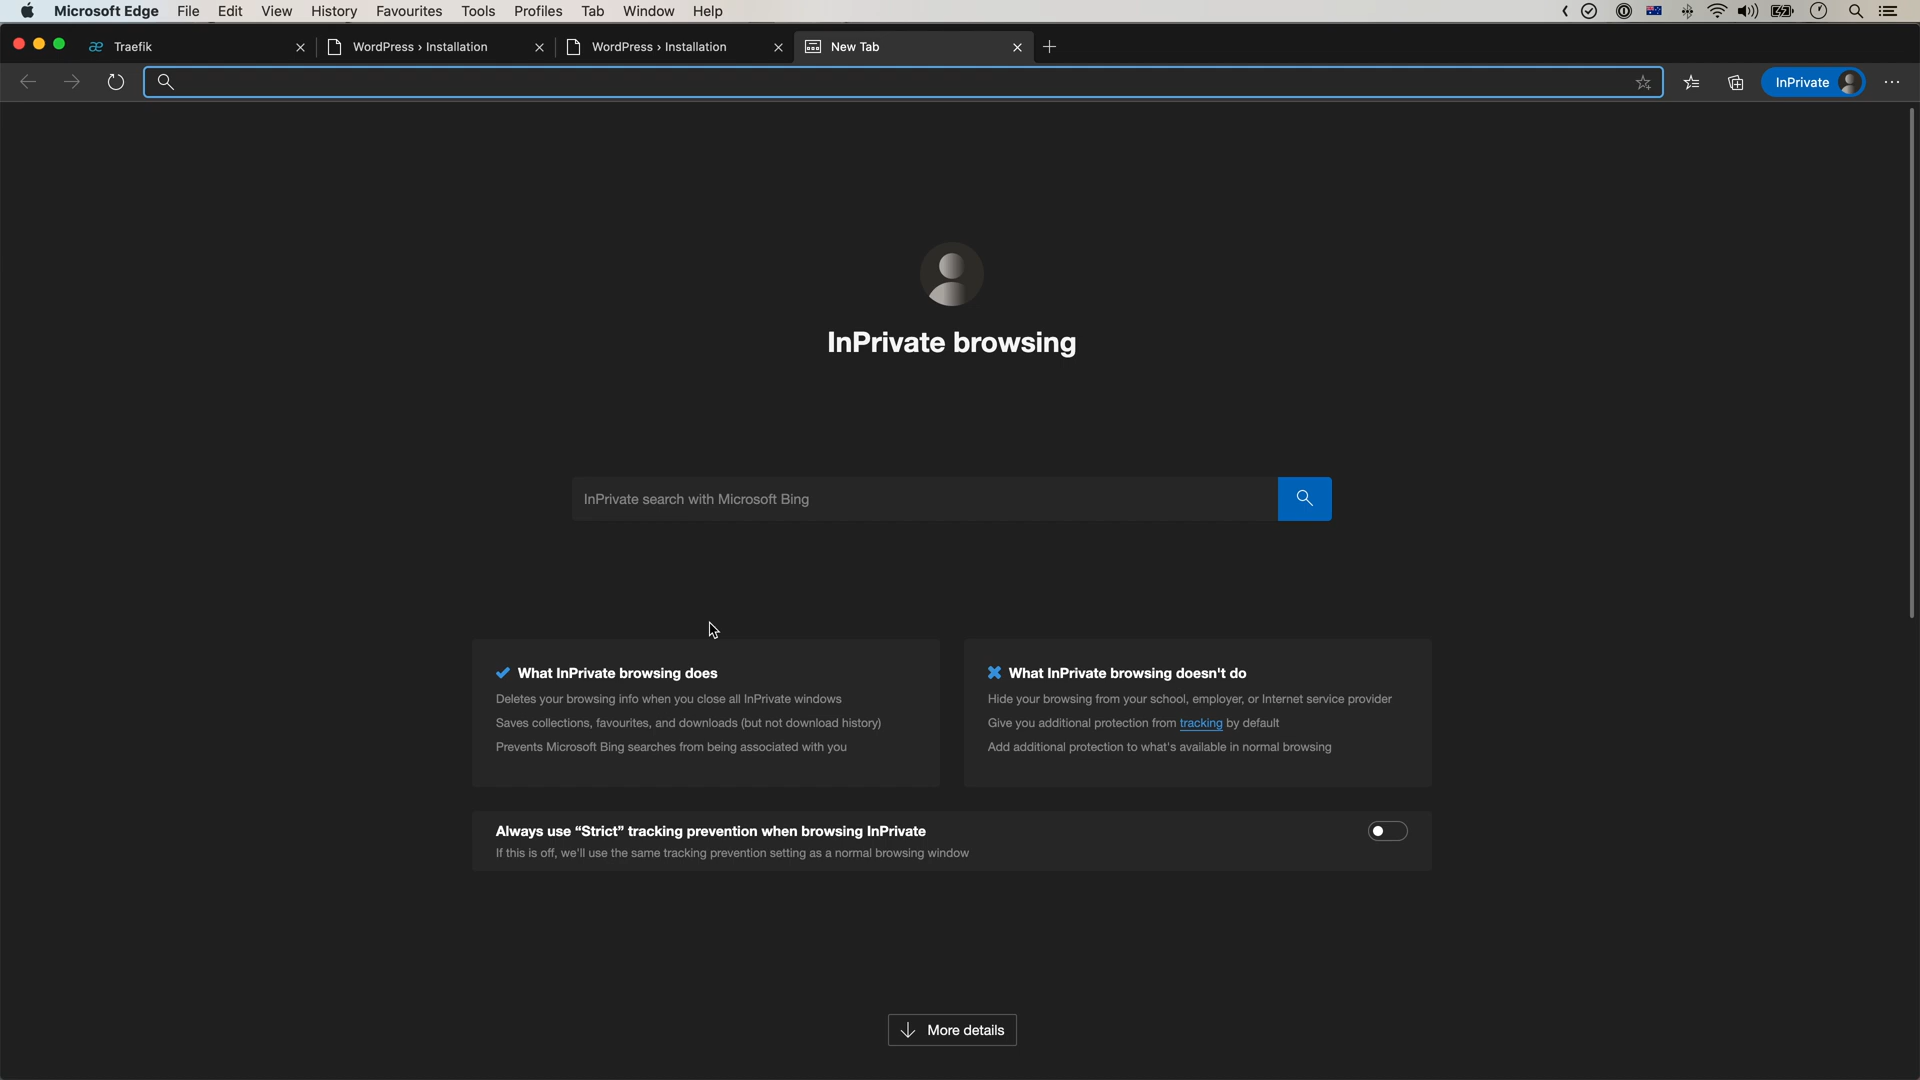 Microsoft Edge File Edit View History Favourites Tools Profiles Tab Window Help
Traefik WordPress › Installation WordPress › Installation New Tab
InPrivate
InPrivate browsing
InPrivate search with Microsoft Bing
What InPrivate browsing does
Deletes your browsing info when you close all InPrivate windows
Saves collections, favourites, and downloads (but not download history)
Prevents Microsoft Bing searches from being associated with you
What InPrivate browsing doesn't do
Hide your browsing from your school, employer, or Internet service provider
Give you additional protection from tracking by default
Add additional protection to what's available in normal browsing
Always use “Strict” tracking prevention when browsing InPrivate
If this is off, we'll use the same tracking prevention setting as a normal browsing window
More details